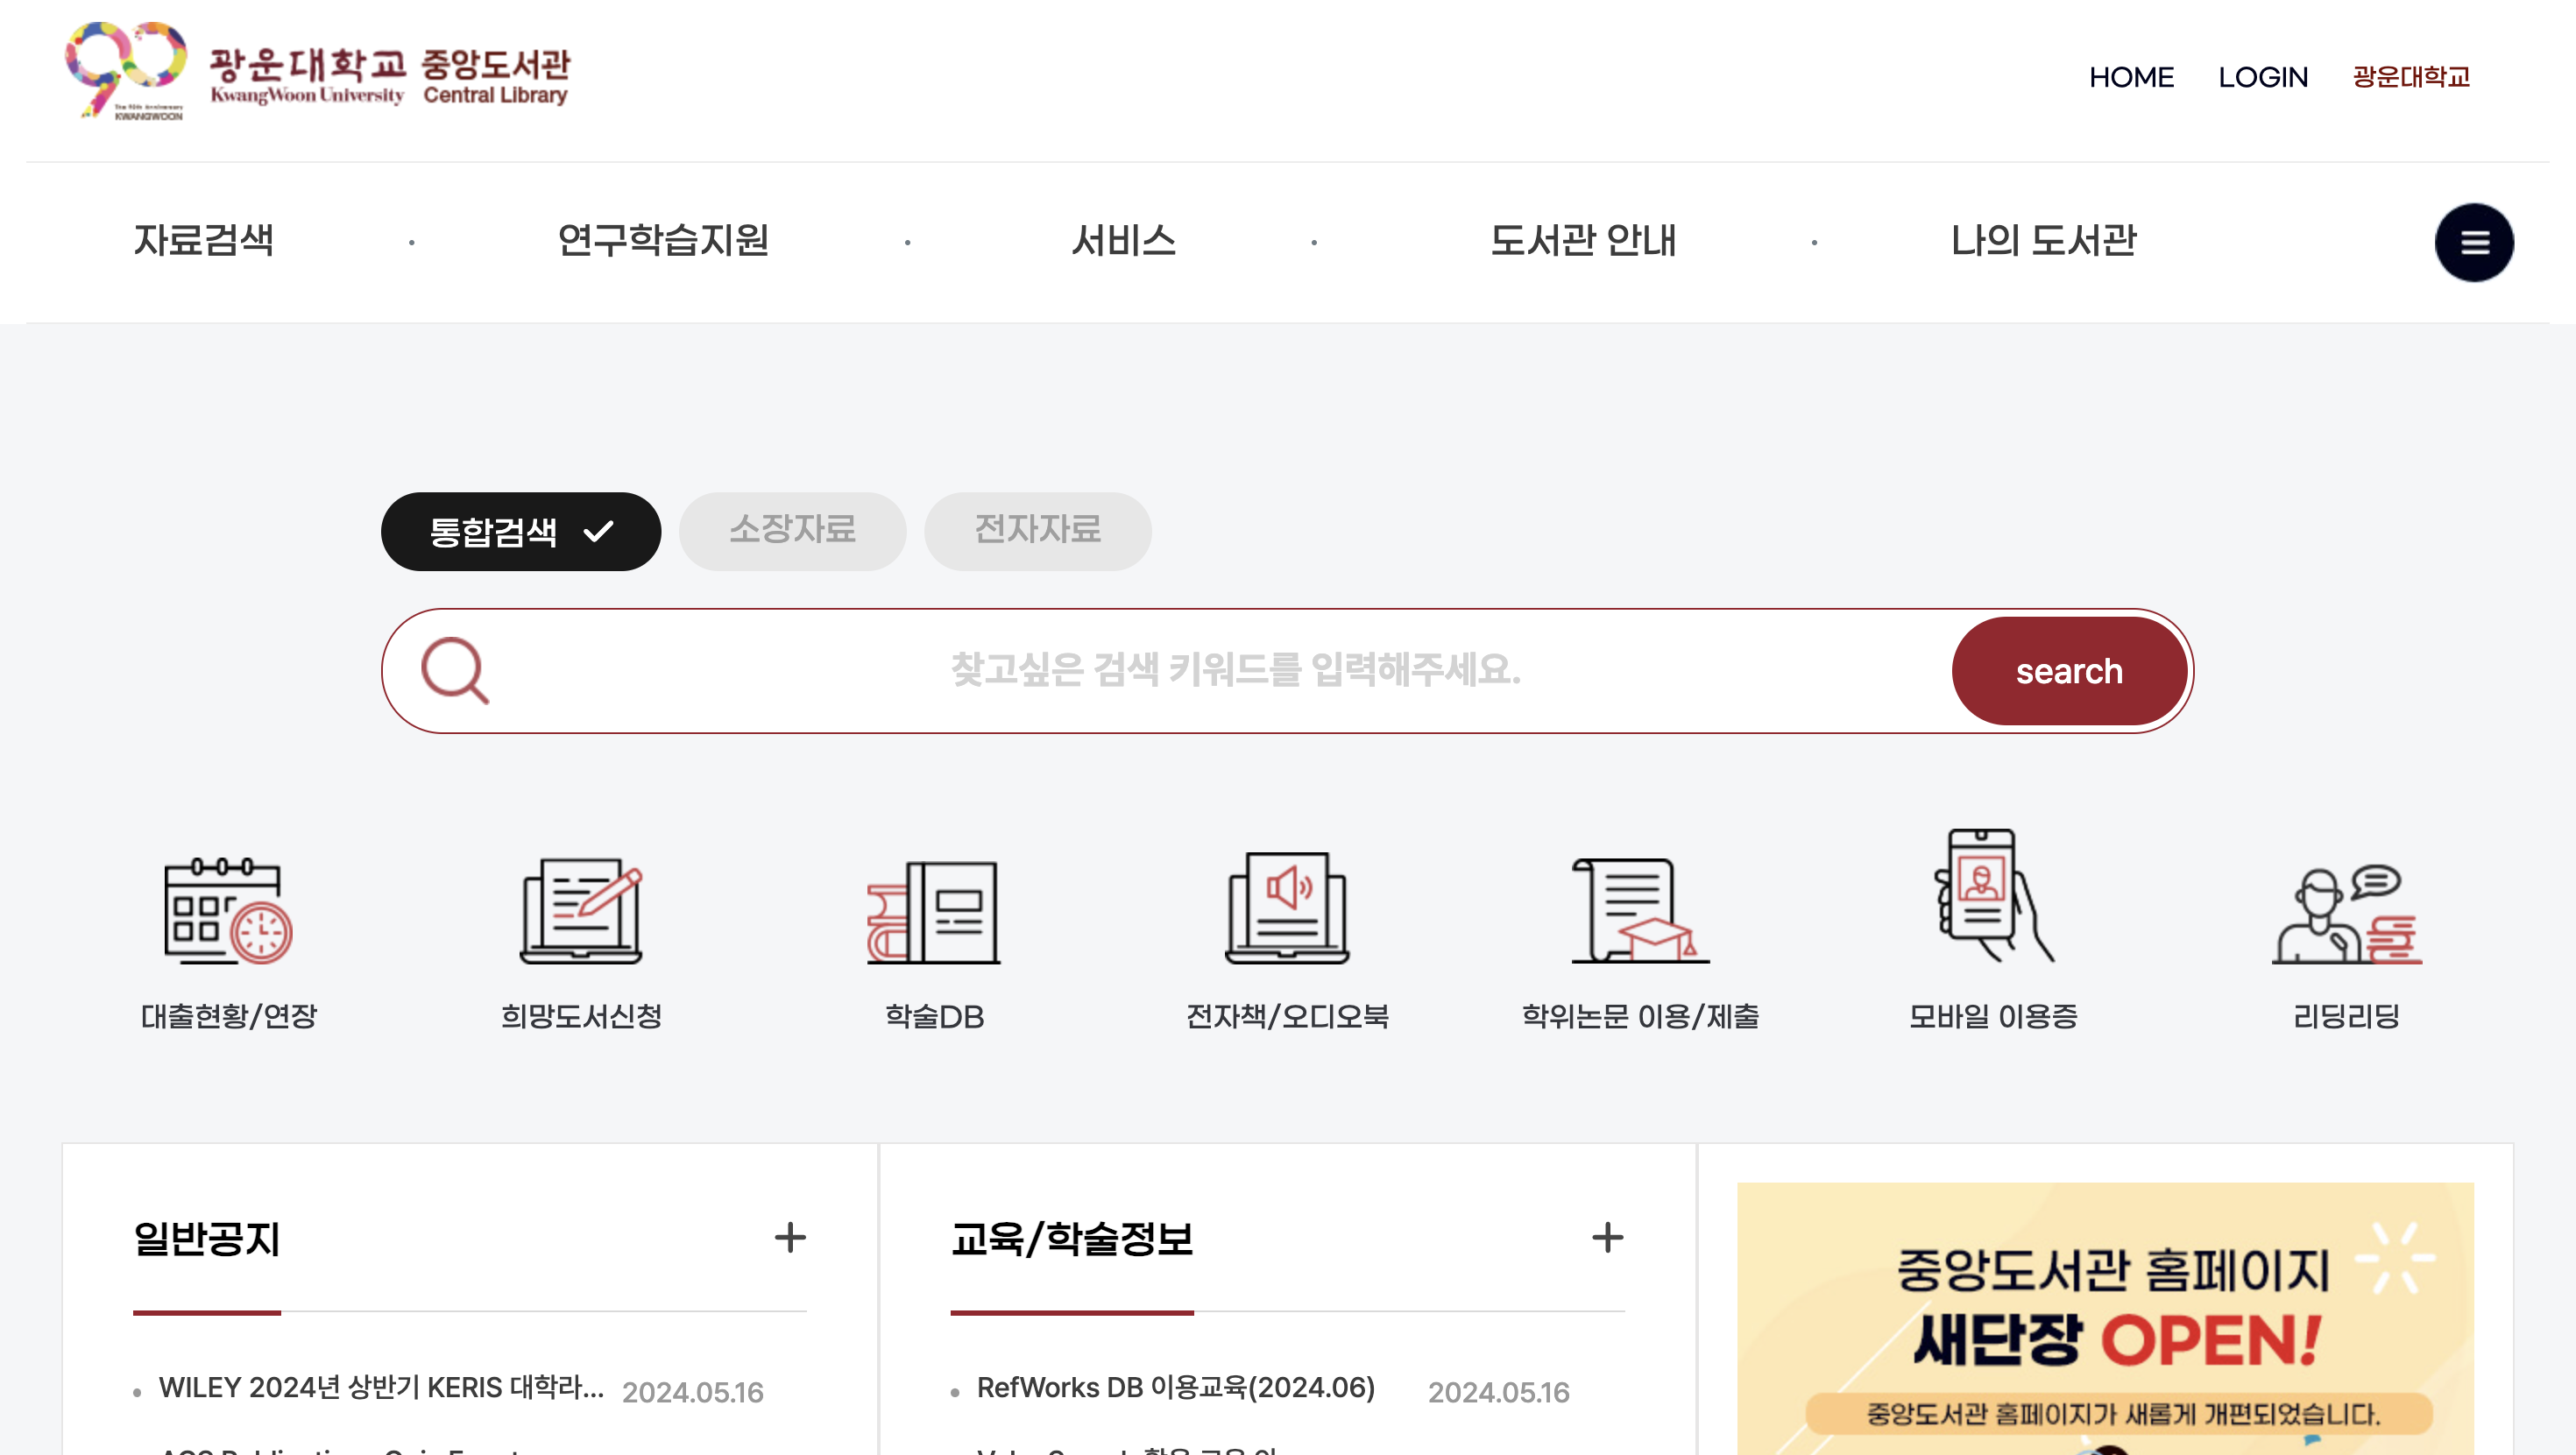 광운대학교 중앙도서관
KwangWoon University Central Library
The 90th Anniversary
KWANGWOON
HOME LOGIN 광운대학교
자료검색 · 연구학습지원 · 서비스 · 도서관 안내 · 나의 도서관
통합검색 소장자료 전자자료
찾고싶은 검색 키워드를 입력해주세요.
search
대출현황/연장 희망도서신청 학술DB 전자책/오디오북 학위논문 이용/제출 모바일 이용증 리딩리딩
일반공지 +
WILEY 2024년 상반기 KERIS 대학라... 2024.05.16
교육/학술정보 +
RefWorks DB 이용교육(2024.06) 2024.05.16
중앙도서관 홈페이지
새단장 OPEN!
중앙도서관 홈페이지가 새롭게 개편되었습니다.